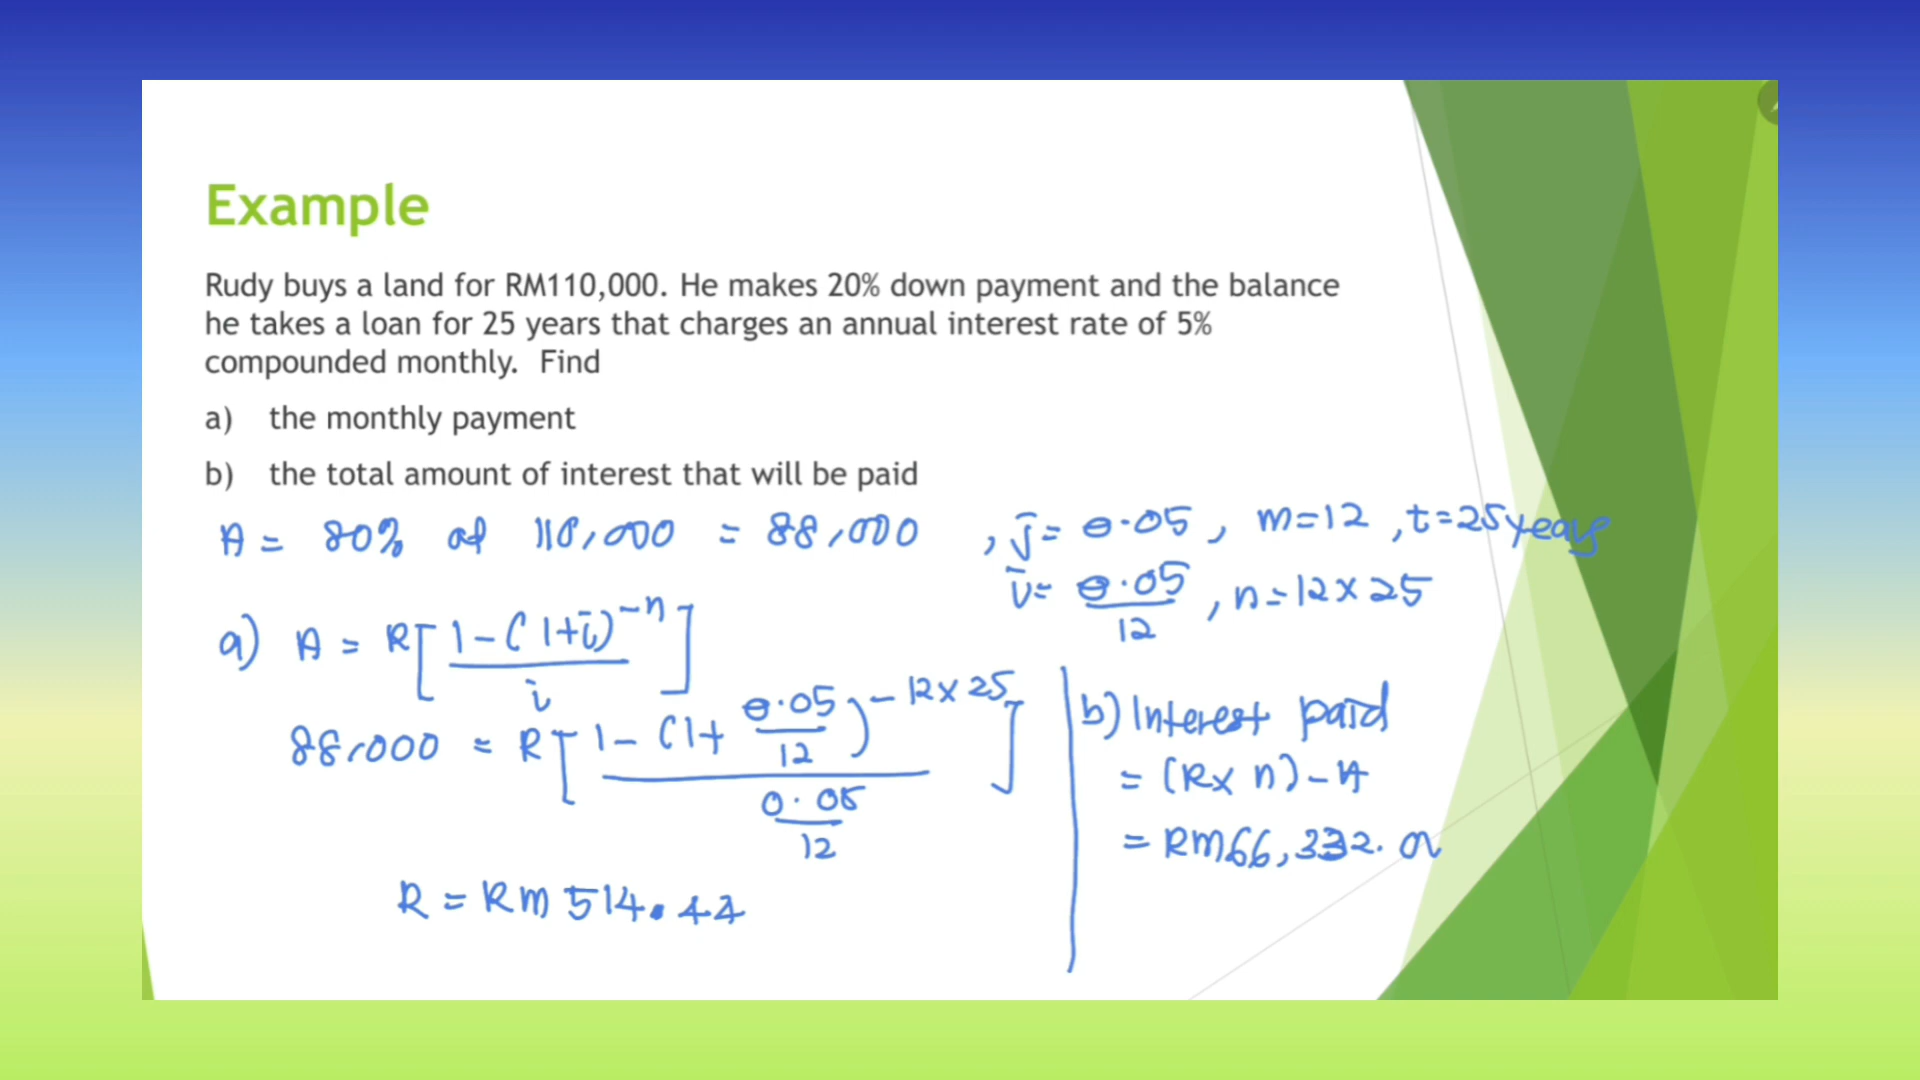 Example
Rudy buys a land for RM110,000. He makes 20% down payment and the balance
he takes a loan for 25 years that charges an annual interest rate of 5%
compounded monthly. Find
a) the monthly payment
b) the total amount of interest that will be paid
A = 80% of 110,000 = 88,000 , j = 0.05 , m=12 , t=25 years
i = 0.05/12 , n=12×25
a) A = R[ (1-(1+i)^-n) / i ]
88,000 = R[ (1-(1+ 0.05/12)^-12×25) / (0.05/12) ]
R = RM 514.44
b) Interest paid
= (R× n)-A
= RM66,332.